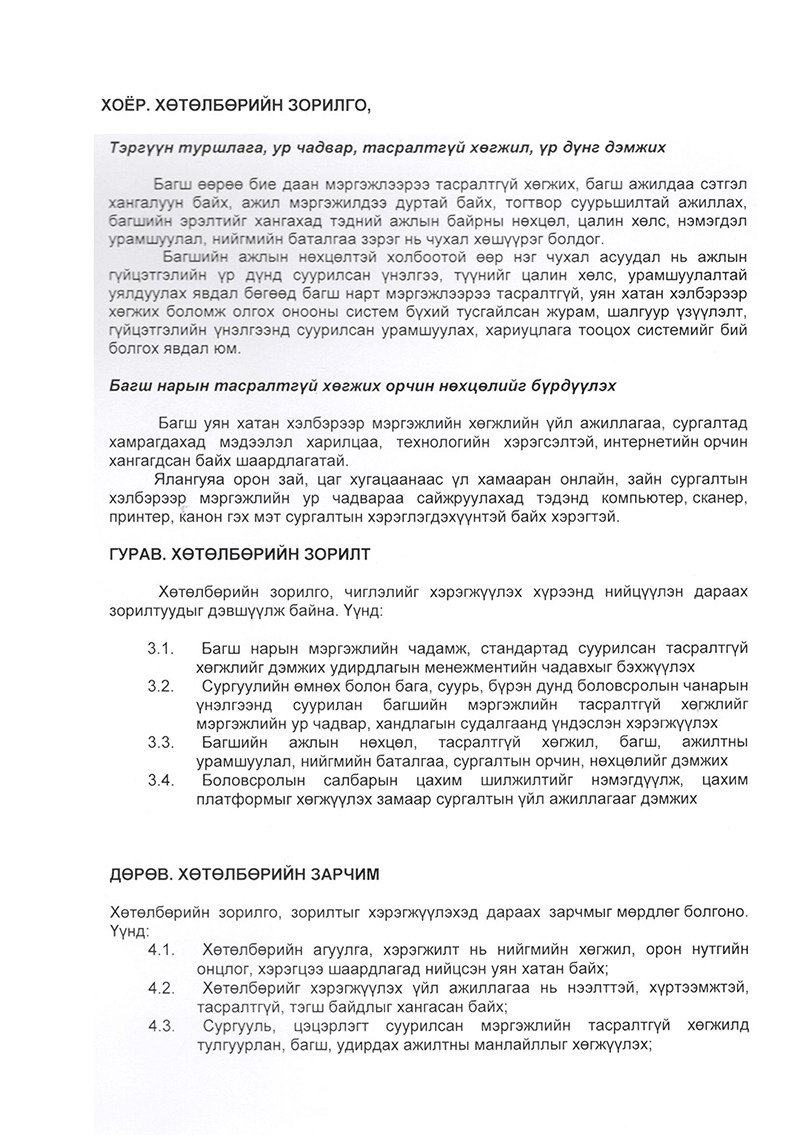 ХОЁР. ХӨТӨЛБӨРИЙН ЗОРИЛГО,
Тэргүүн туршлага, ур чадвар, тасралтгүй хөгжил, үр дүнг дэмжих
Багш өөрөө бие даан мэргэжлээрээ тасралтгүй хөгжих, багш ажилдаа сэтгэл
хангалуун байх, ажил мэргэжилдээ дуртай байх, тогтвор суурьшилтай ажиллах,
багшийн эрэлтийг хангахад тэдний ажлын байрны нөхцөл, цалин хөлс, нэмэгдэл
урамшуулал, нийгмийн баталгаа зэрэг нь чухал хөшүүрэг болдог.
Багшийн ажлын нөхцөлтэй холбоотой өөр нэг чухал асуудал нь ажлын
гүйцэтгэлийн үр дүнд суурилсан үнэлгээ, түүнийг цалин хөлс, урамшуулалтай
уялдуулах явдал бөгөөд багш нарт мэргэжлээрээ тасралтгүй, уян хатан хэлбэрээр
хөгжих боломж олгох онооны систем бүхий тусгайлсан журам, шалгуур үзүүлэлт,
гүйцэтгэлийн үнэлгээнд суурилсан урамшуулах, хариуцлага тооцох системийг бий
болгох явдал юм.
Багш нарын тасралтгүй хөгжих орчин нөхцөлийг бүрдүүлэх
Багш уян хатан хэлбэрээр мэргэжлийн хөгжлийн үйл ажиллагаа, сургалтад
хамрагдахад мэдээлэл харилцаа, технологийн хэрэгсэлтэй, интернетийн орчин
хангагдсан байх шаардлагатай.
Ялангуяа орон зай, цаг хугацаанаас үл хамааран онлайн, зайн сургалтын
хэлбэрээр мэргэжлийн ур чадвараа сайжруулахад тэдэнд компьютер, сканер,
принтер, канон гэх мэт сургалтын хэрэглэгдэхүүнтэй байх хэрэгтэй.
ГУРАВ. ХӨТӨЛБӨРИЙН ЗОРИЛТ
Хөтөлбөрийн зорилго, чиглэлийг хэрэгжүүлэх хүрээнд нийцүүлэн дараах
зорилтуудыг дэвшүүлж байна. Үүнд:
3.1. Багш нарын мэргэжлийн чадамж, стандартад суурилсан тасралтгүй
хөгжлийг дэмжих удирдлагын менежментийн чадавхыг бэхжүүлэх
3.2. Сургуулийн өмнөх болон бага, суурь, бүрэн дунд боловсролын чанарын
үнэлгээнд суурилан багшийн мэргэжлийн тасралтгүй хөгжлийг
мэргэжлийн ур чадвар, хандлагын судалгаанд үндэслэн хэрэгжүүлэх
3.3. Багшийн ажлын нөхцөл, тасралтгүй хөгжил, багш, ажилтны
урамшуулал, нийгмийн баталгаа, сургалтын орчин, нөхцөлийг дэмжих
3.4. Боловсролын салбарын цахим шилжилтийг нэмэгдүүлж, цахим
платформыг хөгжүүлэх замаар сургалтын үйл ажиллагааг дэмжих
ДӨРӨВ. ХӨТӨЛБӨРИЙН ЗАРЧИМ
Хөтөлбөрийн зорилго, зорилтыг хэрэгжүүлэхэд дараах зарчмыг мөрдлөг болгоно.
Үүнд:
4.1. Хөтөлбөрийн агуулга, хэрэгжилт нь нийгмийн хөгжил, орон нутгийн
онцлог, хэрэгцээ шаардлагад нийцсэн уян хатан байх;
4.2. Хөтөлбөрийг хэрэгжүүлэх үйл ажиллагаа нь нээлттэй, хүртээмжтэй,
тасралтгүй, тэгш байдлыг хангасан байх;
4.3. Сургууль, цэцэрлэгт суурилсан мэргэжлийн тасралтгүй хөгжилд
тулгуурлан, багш, удирдах ажилтны манлайллыг хөгжүүлэх;